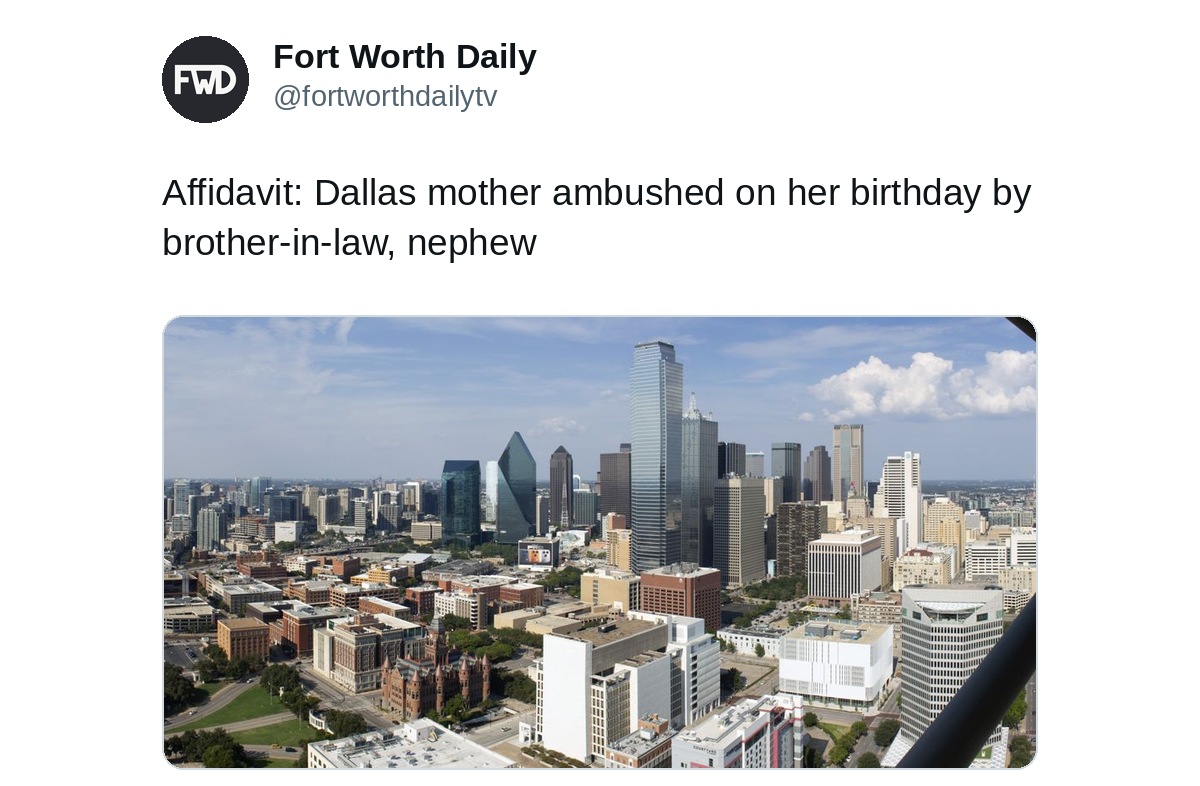 FWD
Fort Worth Daily
@fortworthdailytv
Affidavit: Dallas mother ambushed on her birthday by
brother-in-law, nephew